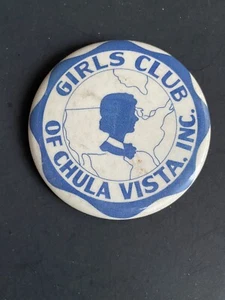 GIRLS CLUB
OF CHULA VISTA, INC.